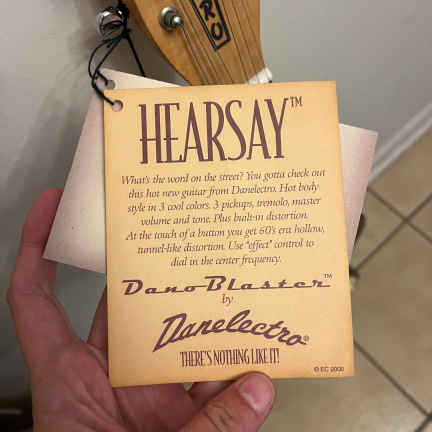 RO
HEARSAY™
What's the word on the street? You gotta check out
this hot new guitar from Danelectro. Hot body
style in 3 cool colors. 3 pickups, tremolo, master
volume and tone. Plus built-in distortion.
At the touch of a button you get 60's era hollow,
tunnel-like distortion. Use "effect" control to
dial in the center frequency.
Dano Blaster™
by
Danelectro®
THERE'S NOTHING LIKE IT!
© EC 2000